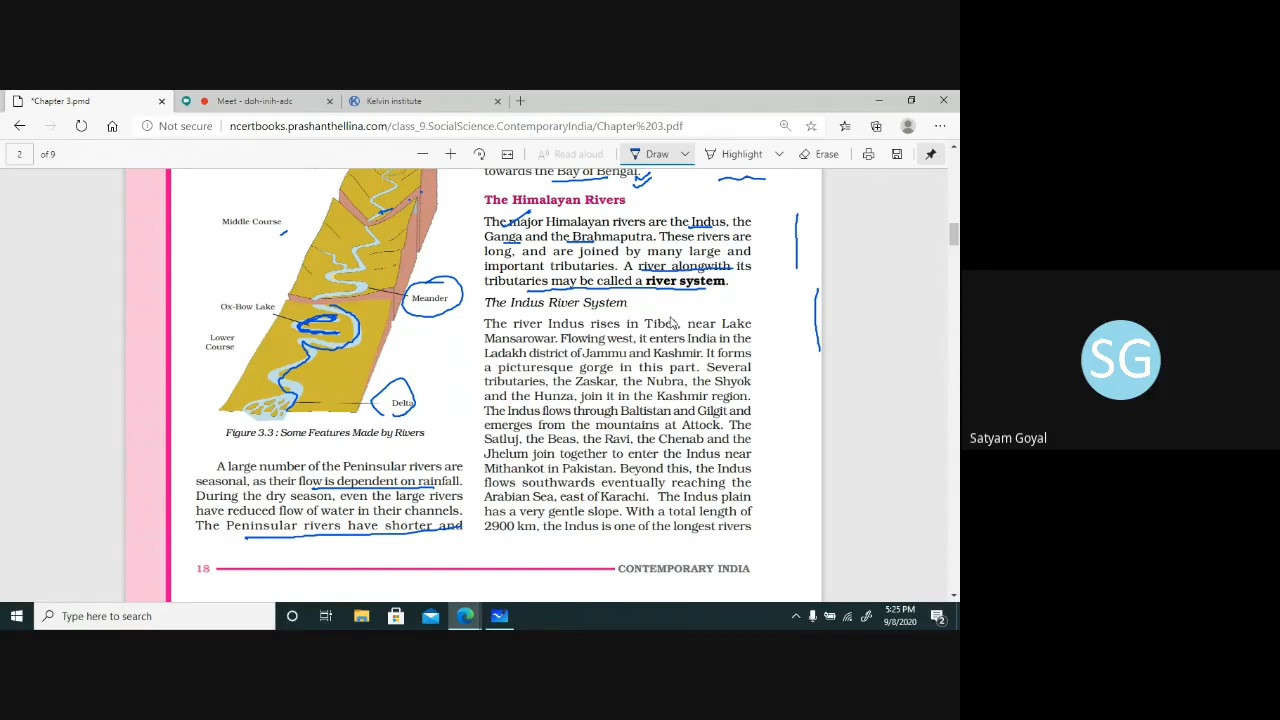 *Chapter 3.pmd
Meet - doh-inih-adc
Kelvin institute
Not secure
ncertbooks.prashanthellina.com/class_9.SocialScience.ContemporaryIndia/Chapter%203.pdf
2 of 9
Read aloud
Draw
Highlight
Erase
Middle Course
Meander
Ox-Bow Lake
Lower
Course
Delta
Figure 3.3 : Some Features Made by Rivers
A large number of the Peninsular rivers are
seasonal, as their flow is dependent on rainfall.
During the dry season, even the large rivers
have reduced flow of water in their channels.
The Peninsular rivers have shorter and
towards the Bay of Bengal.
The Himalayan Rivers
The major Himalayan rivers are the Indus, the
Ganga and the Brahmaputra. These rivers are
long, and are joined by many large and
important tributaries. A river alongwith its
tributaries may be called a river system.
The Indus River System
The river Indus rises in Tibet, near Lake
Mansarowar. Flowing west, it enters India in the
Ladakh district of Jammu and Kashmir. It forms
a picturesque gorge in this part. Several
tributaries, the Zaskar, the Nubra, the Shyok
and the Hunza, join it in the Kashmir region.
The Indus flows through Baltistan and Gilgit and
emerges from the mountains at Attock. The
Satluj, the Beas, the Ravi, the Chenab and the
Jhelum join together to enter the Indus near
Mithankot in Pakistan. Beyond this, the Indus
flows southwards eventually reaching the
Arabian Sea, east of Karachi. The Indus plain
has a very gentle slope. With a total length of
2900 km, the Indus is one of the longest rivers
18
CONTEMPORARY INDIA
Type here to search
5:25 PM
9/8/2020
2
SG
Satyam Goyal